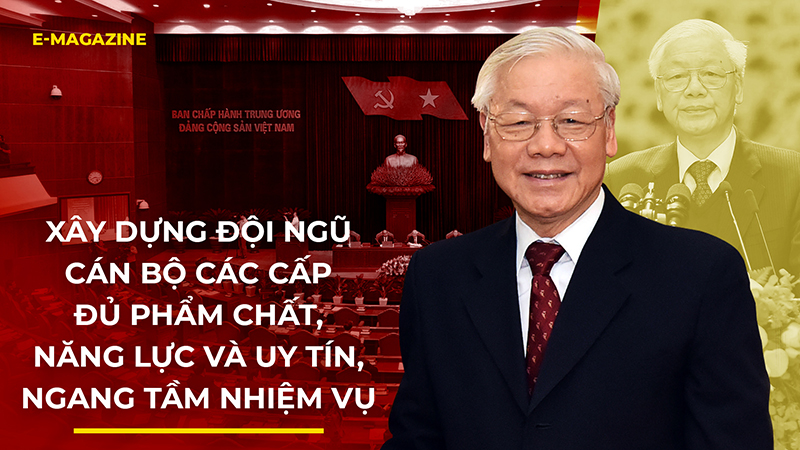 E-MAGAZINE
BAN CHẤP HÀNH TRUNG ƯƠNG
ĐẢNG CỘNG SẢN VIỆT NAM
XÂY DỰNG ĐỘI NGŨ
CÁN BỘ CÁC CẤP
ĐỦ PHẨM CHẤT,
NĂNG LỰC VÀ UY TÍN,
NGANG TẦM NHIỆM VỤ